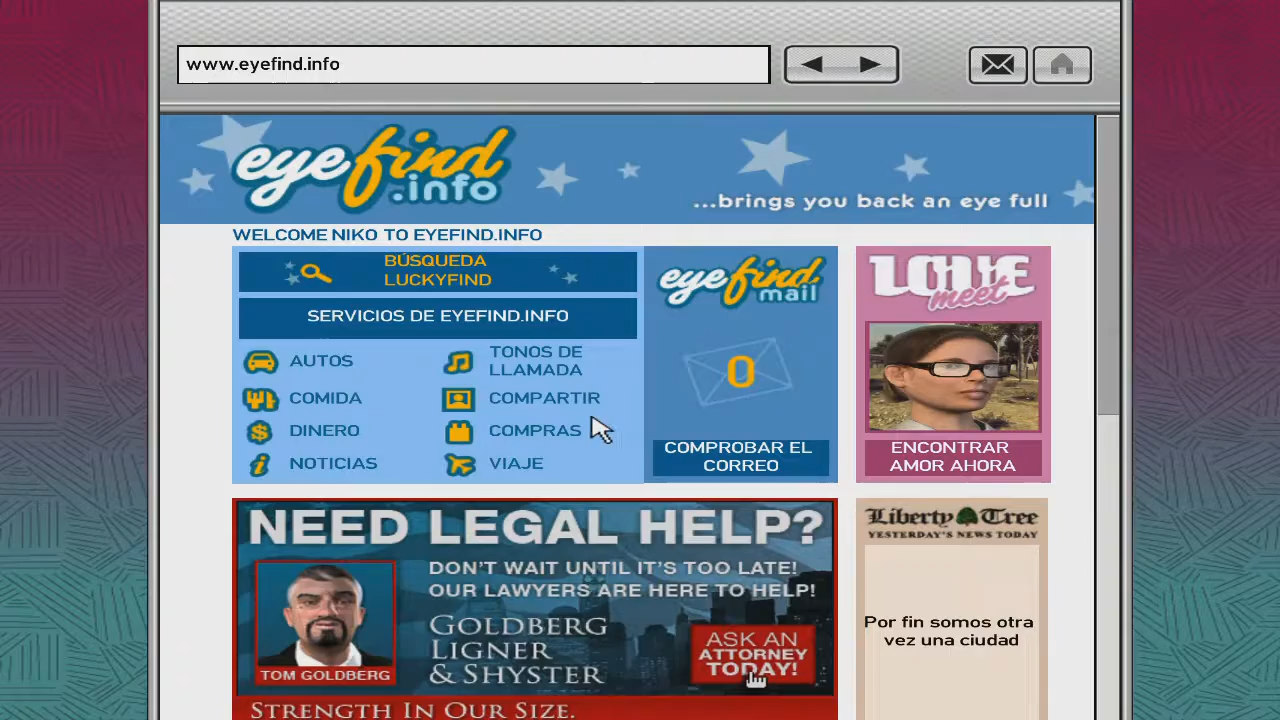 www.eyefind.info
eyefind
.info
...brings you back an eye full
WELCOME NIKO TO EYEFIND.INFO
BÚSQUEDA
LUCKYFIND
SERVICIOS DE EYEFIND.INFO
AUTOS
TONOS DE
LLAMADA
COMIDA
COMPARTIR
DINERO
COMPRAS
NOTICIAS
VIAJE
eyefind
mail
0
COMPROBAR EL
CORREO
LOVE
meet
ENCONTRAR
AMOR AHORA
NEED LEGAL HELP?
DON'T WAIT UNTIL IT'S TOO LATE!
OUR LAWYERS ARE HERE TO HELP!
GOLDBERG
LIGNER
& SHYSTER
TOM GOLDBERG
ASK AN
ATTORNEY
TODAY!
STRENGTH IN OUR SIZE.
Liberty Tree
YESTERDAY'S NEWS TODAY
Por fin somos otra
vez una ciudad